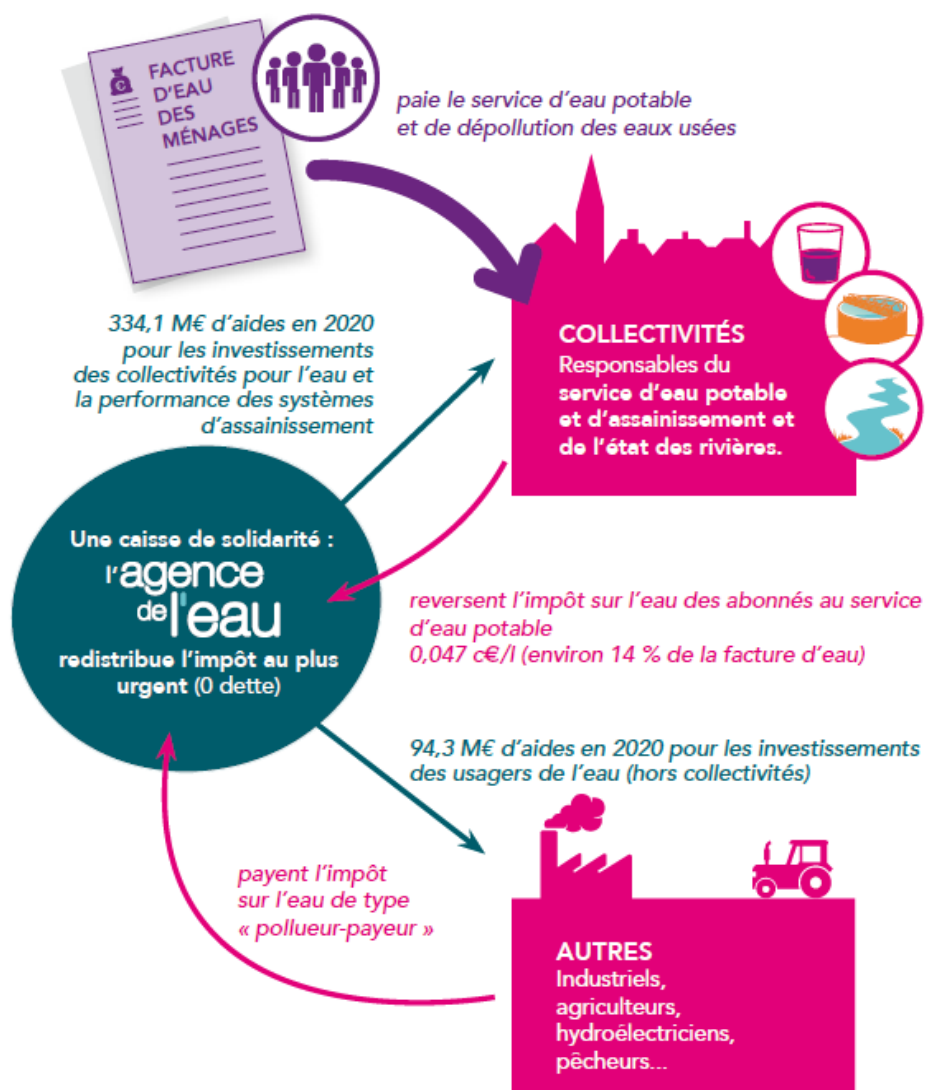 FACTURE
D'EAU
DES
MÉNAGES
paie le service d'eau potable
et de dépollution des eaux usées
334,1 M€ d'aides en 2020
pour les investissements
des collectivités pour l'eau et
la performance des systèmes
d'assainissement
COLLECTIVITÉS
Responsables du
service d'eau potable
et d'assainissement et
de l'état des rivières.
Une caisse de solidarité :
l'agence
de l'eau
redistribue l'impôt au plus
urgent (0 dette)
reversent l'impôt sur l'eau des abonnés au service
d'eau potable
0,047 c€/l (environ 14 % de la facture d'eau)
94,3 M€ d'aides en 2020 pour les investissements
des usagers de l'eau (hors collectivités)
payent l'impôt
sur l'eau de type
« pollueur-payeur »
AUTRES
Industriels,
agriculteurs,
hydroélectriciens,
pêcheurs...